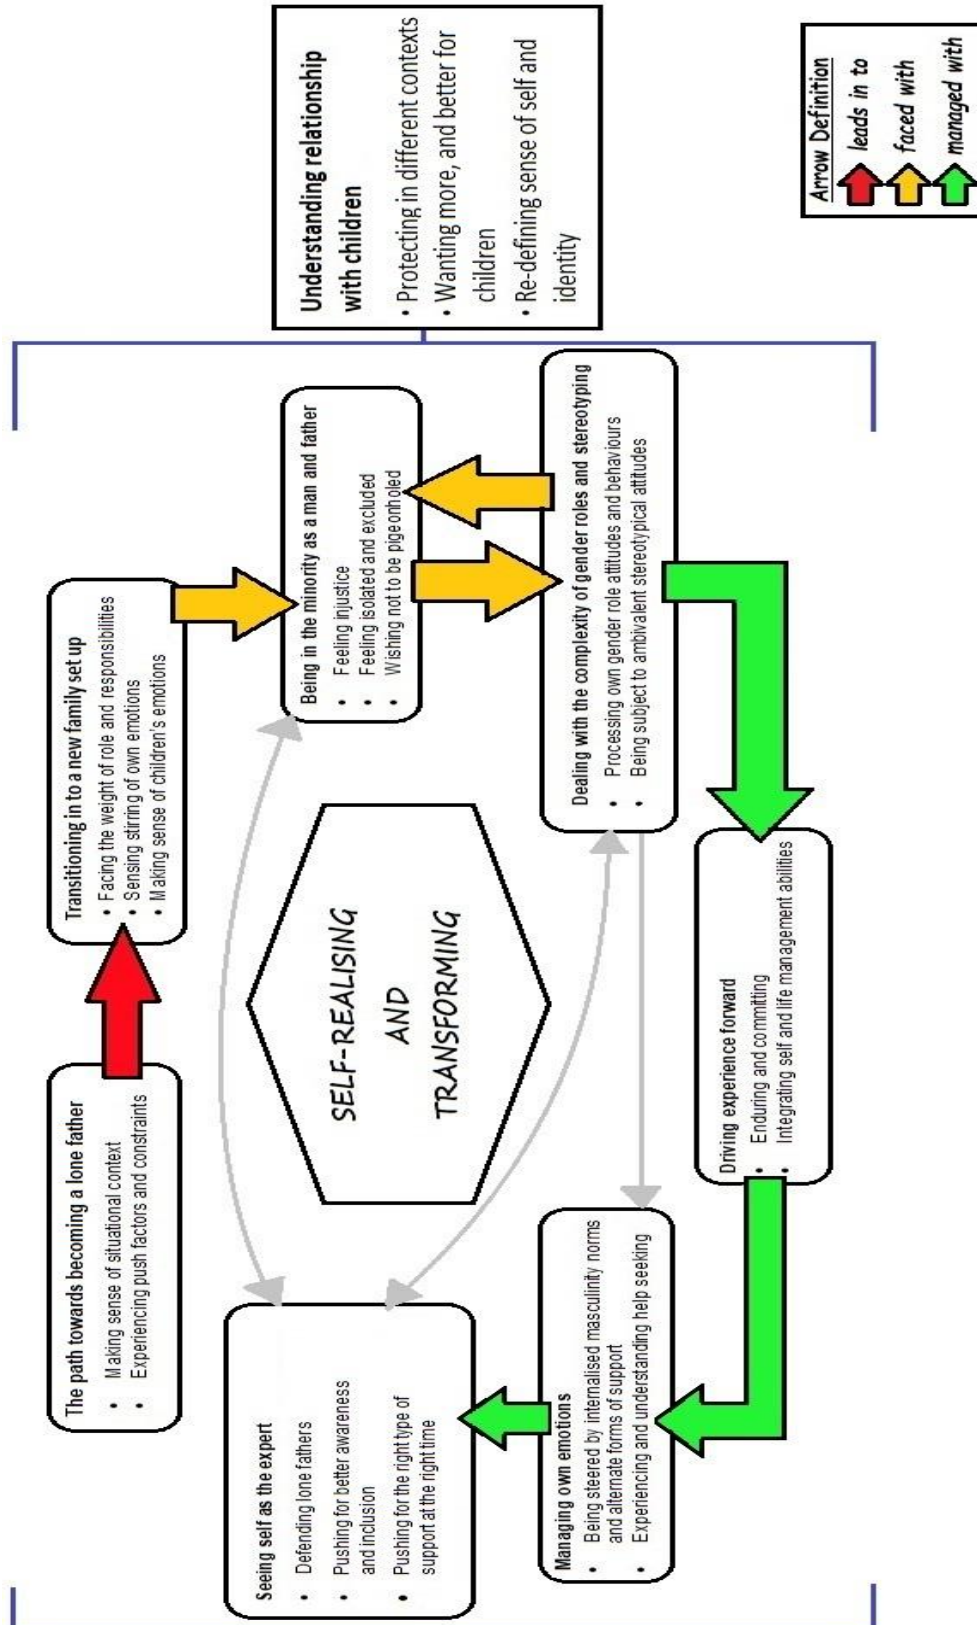 The path towards becoming a lone father
• Making sense of situational context
• Experiencing push factors and constraints
Transitioning in to a new family set up
• Facing the weight of role and responsibilities
• Sensing stirring of own emotions
• Making sense of children's emotions
Being in the minority as a man and father
• Feeling injustice
• Feeling isolated and excluded
• Wishing not to be pigeonholed
Dealing with the complexity of gender roles and stereotyping
• Processing own gender role attitudes and behaviours
• Being subject to ambivalent stereotypical attitudes
Driving experience forward
• Enduring and committing
• Integrating self and life management abilities
Managing own emotions
• Being steered by internalised masculinity norms
and alternate forms of support
• Experiencing and understanding help seeking
Seeing self as the expert
• Defending lone fathers
• Pushing for better awareness
and inclusion
• Pushing for the right type of
support at the right time
SELF-REALISING
AND
TRANSFORMING
Understanding relationship
with children
• Protecting in different contexts
• Wanting more, and better for
children
• Re-defining sense of self and
identity
Arrow Definition
leads in to
faced with
managed with